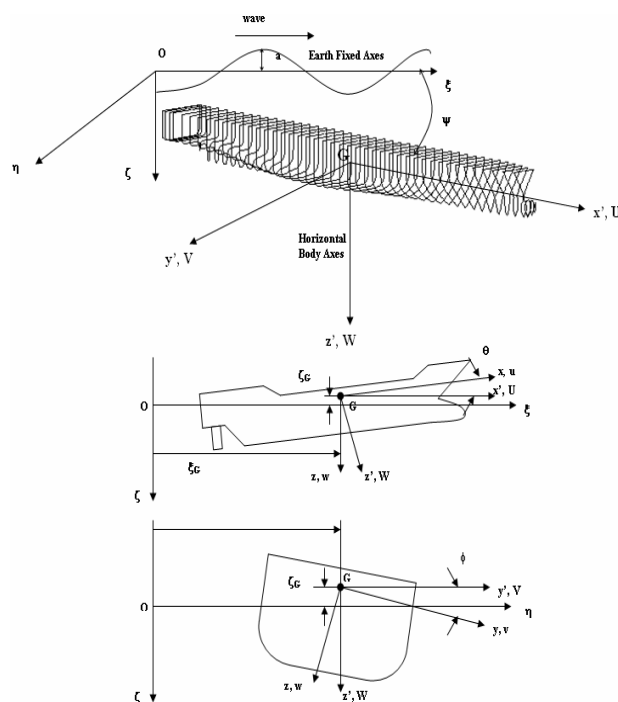 wave
O
a
Earth Fixed Axes
ξ
ψ
η
ζ
G
x', U
Horizontal
Body Axes
y', V
z', W
θ
ζG
x, u
x', U
O
G
ξ
ξG
z, w
z', W
ζ
ϕ
ζG
G
y', V
O
η
y, v
z, w
z', W
ζ